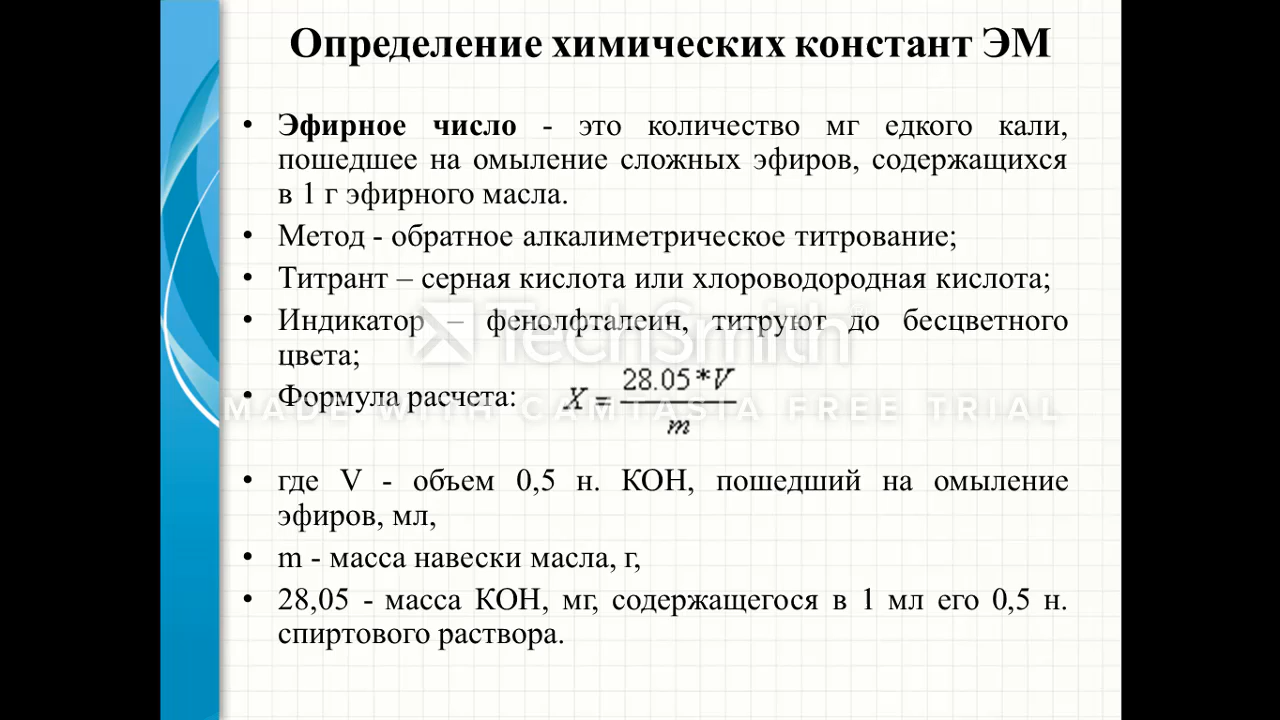 Определение химических констант ЭМ
• Эфирное число - это количество мг едкого кали,
пошедшее на омыление сложных эфиров, содержащихся
в 1 г эфирного масла.
• Метод - обратное алкалиметрическое титрование;
• Титрант – серная кислота или хлороводородная кислота;
• Индикатор – фенолфталеин, титруют до бесцветного
цвета;
TechSmith
• Формула расчета: X = 28.05*V / m
MADE WITH CAMTASIA FREE TRIAL
• где V - объем 0,5 н. КОН, пошедший на омыление
эфиров, мл,
• m - масса навески масла, г,
• 28,05 - масса КОН, мг, содержащегося в 1 мл его 0,5 н.
спиртового раствора.